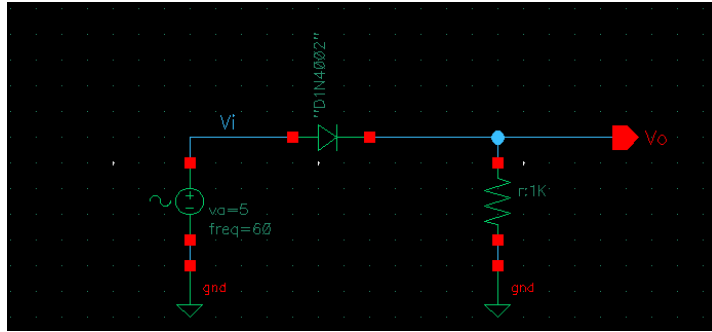 "D1N4002"
Vi
Vo
r:1K
va=5
freq=60
gnd
gnd